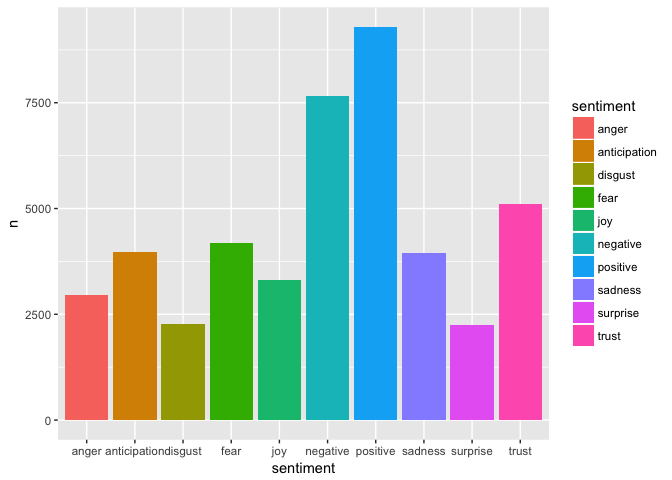 n
7500
5000
2500
0
anger anticipation disgust fear joy negative positive sadness surprise trust
sentiment
sentiment
anger
anticipation
disgust
fear
joy
negative
positive
sadness
surprise
trust